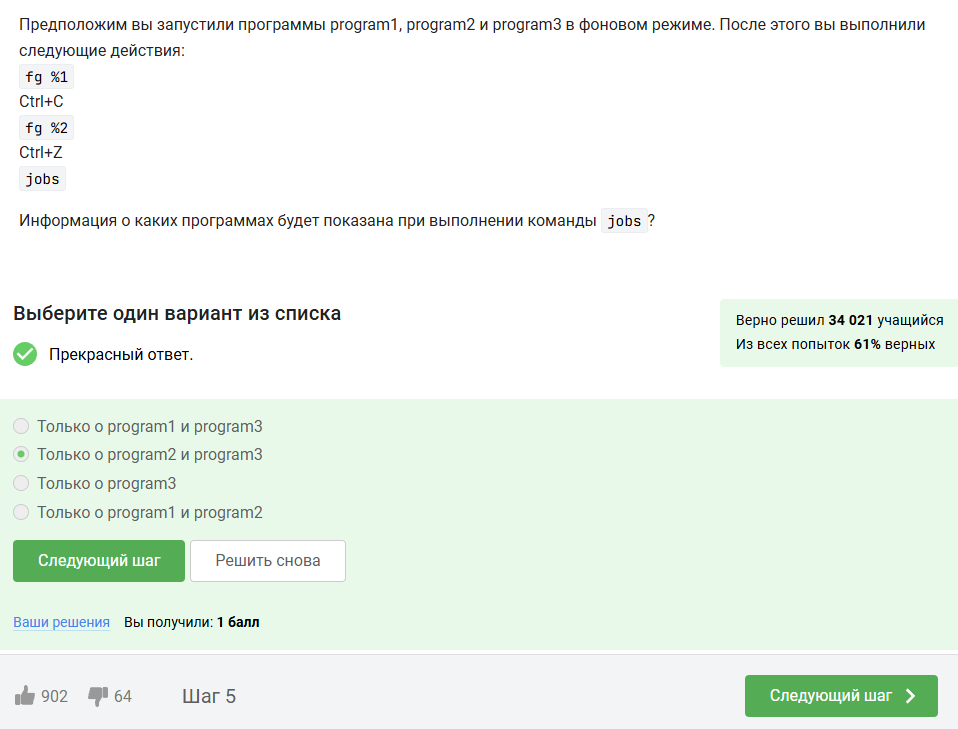 Предположим вы запустили программы program1, program2 и program3 в фоновом режиме. После этого вы выполнили
следующие действия:
fg %1
Ctrl+C
fg %2
Ctrl+Z
jobs
Информация о каких программах будет показана при выполнении команды jobs?
Выберите один вариант из списка
Верно решил 34 021 учащийся
Из всех попыток 61% верных
Прекрасный ответ.
Только о program1 и program3
Только о program2 и program3
Только о program3
Только о program1 и program2
Следующий шаг Решить снова
Ваши решения Вы получили: 1 балл
902 64 Шаг 5 Следующий шаг